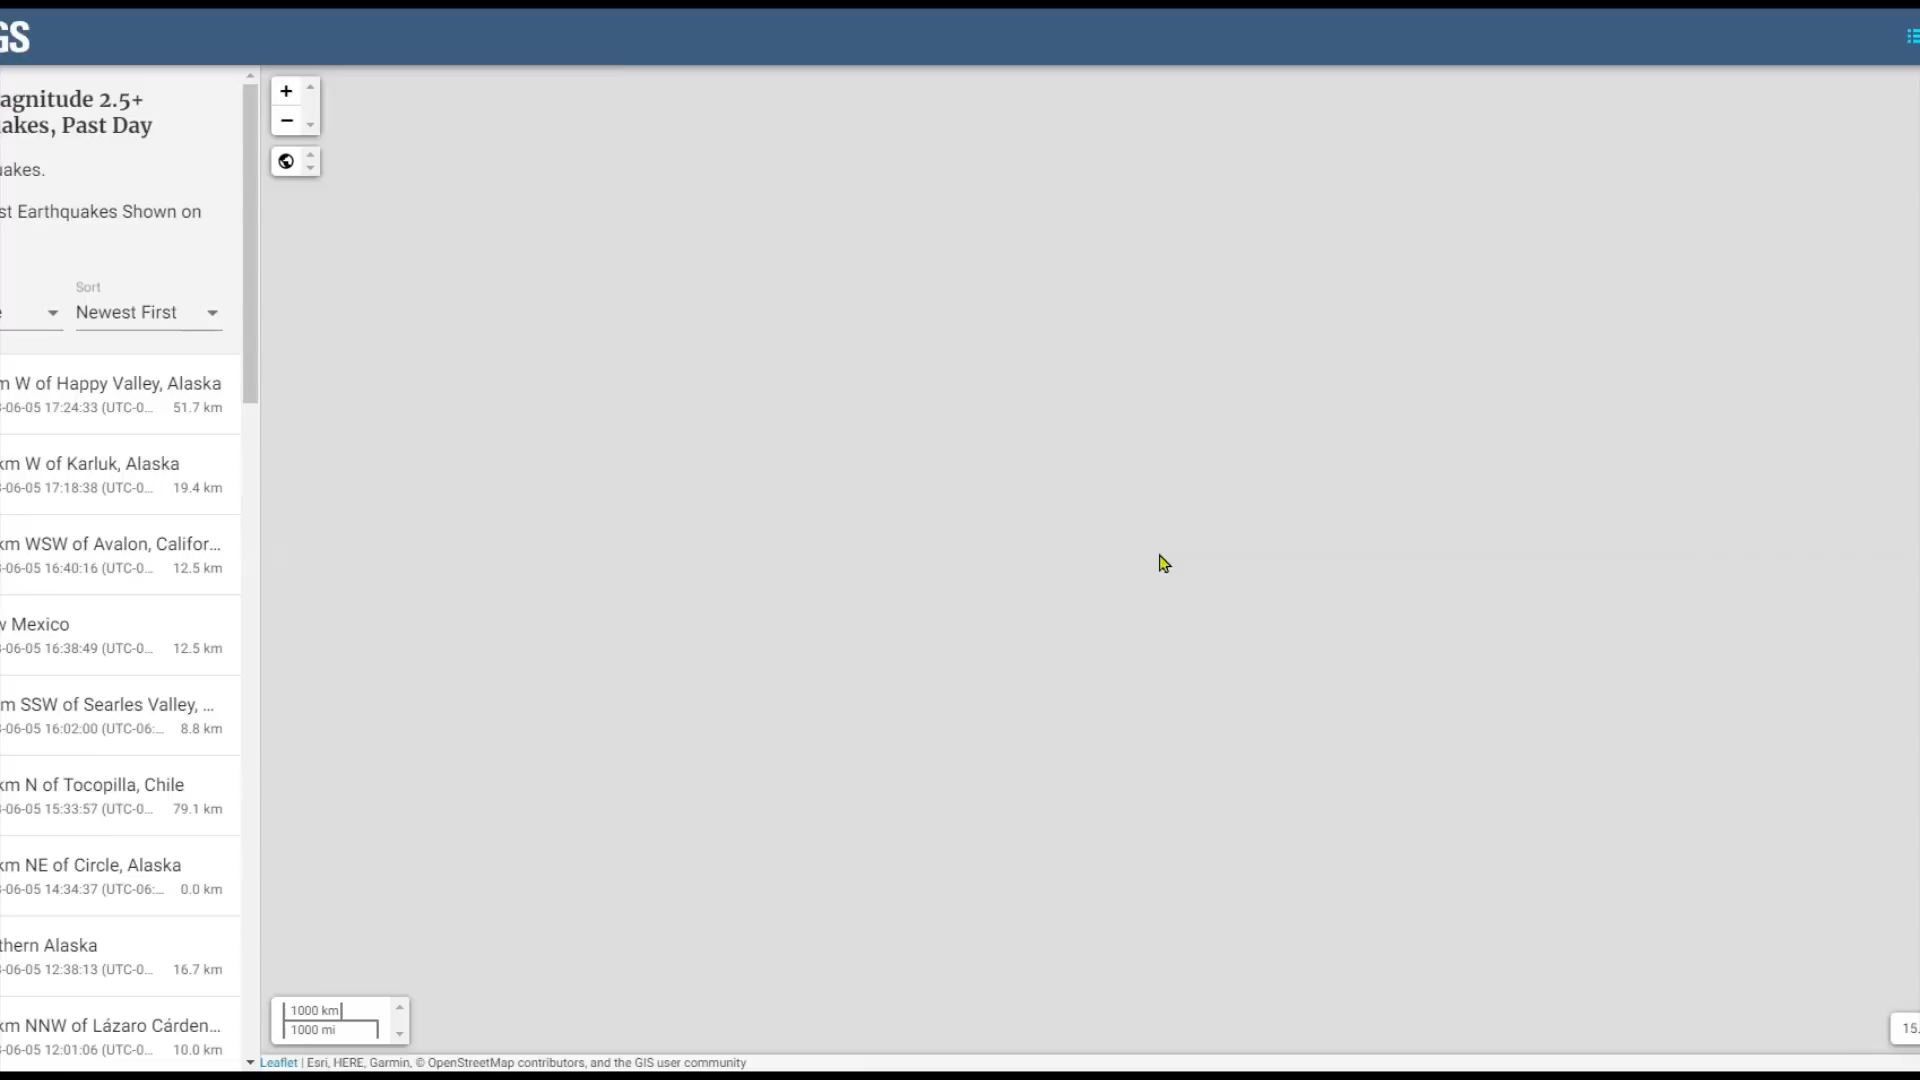 GS
agnitude 2.5+
akes, Past Day
uakes.
st Earthquakes Shown on
Sort
e
Newest First
m W of Happy Valley, Alaska
-06-05 17:24:33 (UTC-0... 51.7 km
km W of Karluk, Alaska
-06-05 17:18:38 (UTC-0... 19.4 km
km WSW of Avalon, Califor...
-06-05 16:40:16 (UTC-0... 12.5 km
w Mexico
-06-05 16:38:49 (UTC-0... 12.5 km
m SSW of Searles Valley, ...
-06-05 16:02:00 (UTC-06:... 8.8 km
km N of Tocopilla, Chile
-06-05 15:33:57 (UTC-0... 79.1 km
km NE of Circle, Alaska
-06-05 14:34:37 (UTC-06:... 0.0 km
thern Alaska
-06-05 12:38:13 (UTC-0... 16.7 km
km NNW of Lázaro Cárden...
-06-05 12:01:06 (UTC-0... 10.0 km
+
−
1000 km
1000 mi
15.
Leaflet | Esri, HERE, Garmin, © OpenStreetMap contributors, and the GIS user community